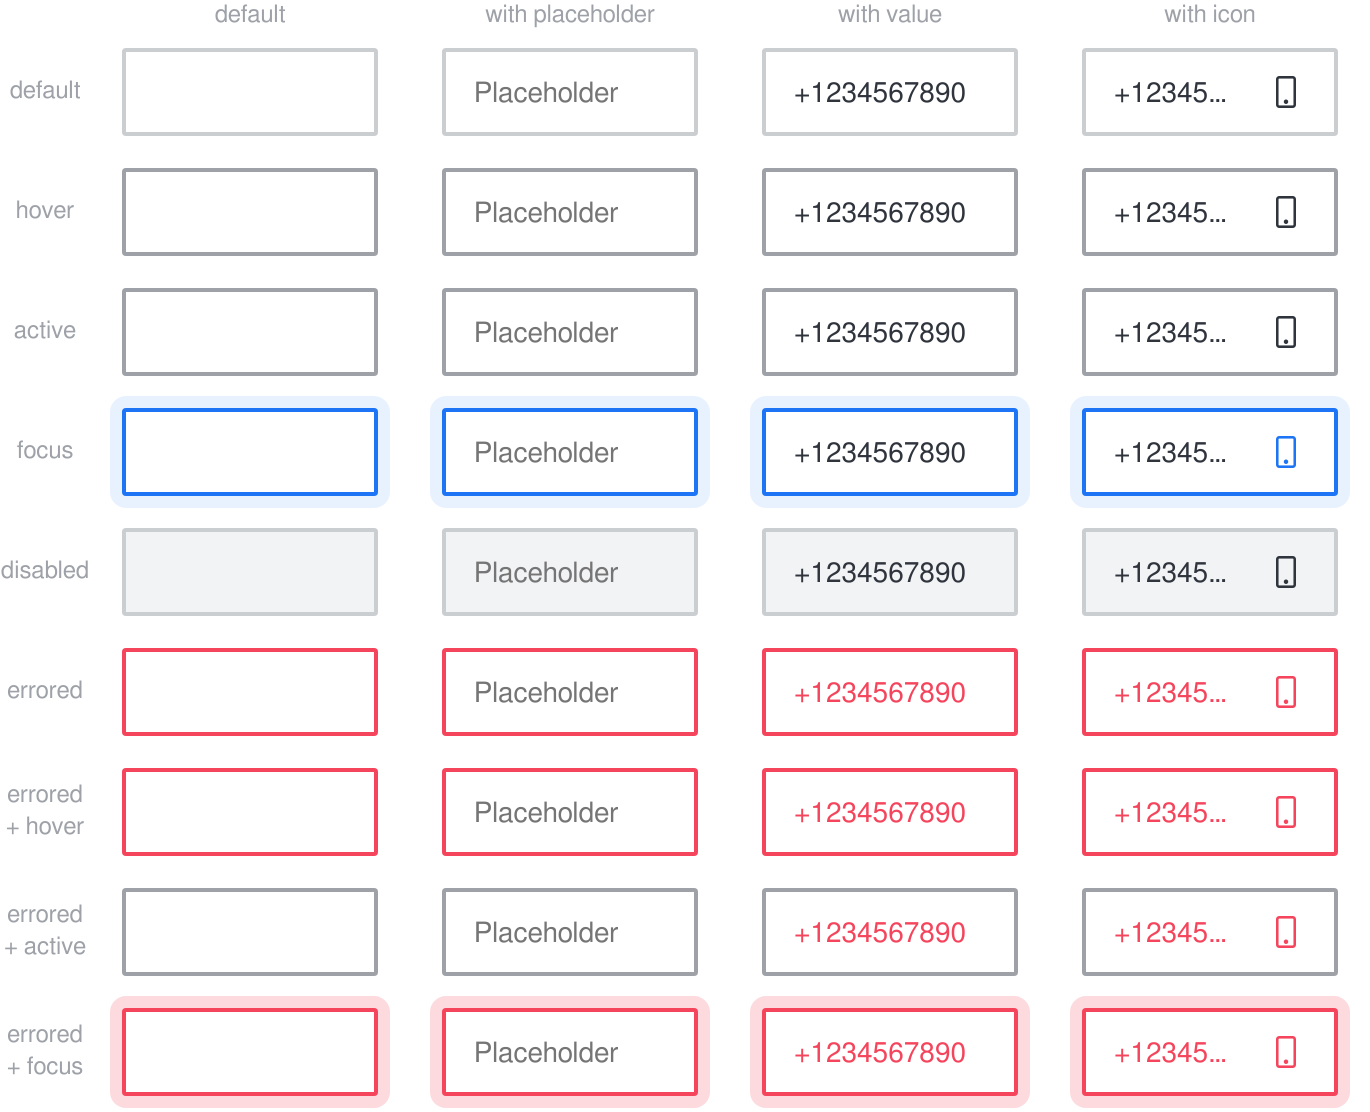 default with placeholder with value with icon
default Placeholder +1234567890 +12345...
hover Placeholder +1234567890 +12345...
active Placeholder +1234567890 +12345...
focus Placeholder +1234567890 +12345...
disabled Placeholder +1234567890 +12345...
errored Placeholder +1234567890 +12345...
errored
+ hover Placeholder +1234567890 +12345...
errored
+ active Placeholder +1234567890 +12345...
errored
+ focus Placeholder +1234567890 +12345...